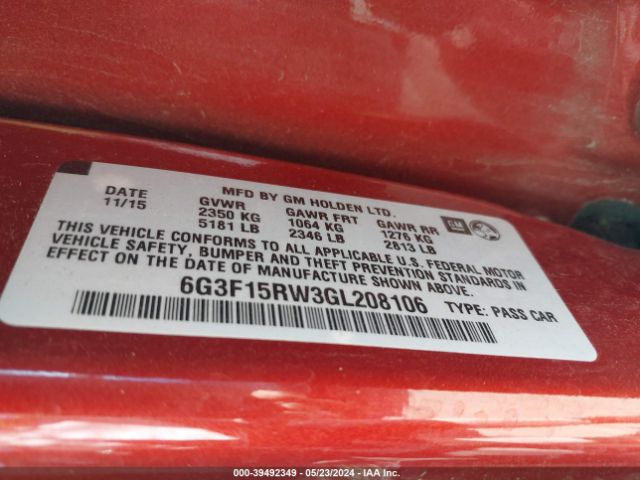 MFD BY GM HOLDEN LTD.
DATE GVWR GAWR FRT GAWR RR
11/15 2350 KG 1064 KG 1276 KG
5181 LB 2346 LB 2813 LB
GM
THIS VEHICLE CONFORMS TO ALL APPLICABLE U.S. FEDERAL MOTOR
VEHICLE SAFETY, BUMPER AND THEFT PREVENTION STANDARDS IN
EFFECT ON THE DATE OF MANUFACTURE SHOWN ABOVE.
6G3F15RW3GL208106 TYPE: PASS CAR
000-39492349 - 05/23/2024 - IAA Inc.